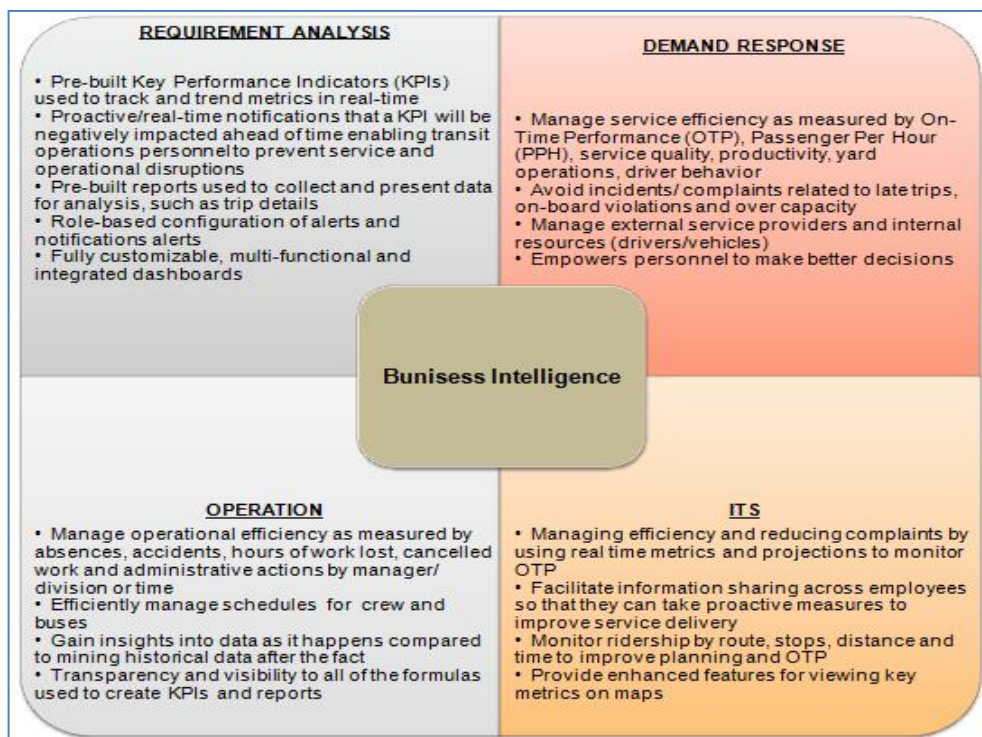 REQUIREMENT ANALYSIS
• Pre-built Key Performance Indicators (KPIs)
used to track and trend metrics in real-time
• Proactive/real-time notifications that a KPI will be
negatively impacted ahead of time enabling transit
operations personnel to prevent service and
operational disruptions
• Pre-built reports used to collect and present data
for analysis, such as trip details
• Role-based configuration of alerts and
notifications alerts
• Fully customizable, multi-functional and
integrated dashboards
DEMAND RESPONSE
• Manage service efficiency as measured by On-
Time Performance (OTP), Passenger Per Hour
(PPH), service quality, productivity, yard
operations, driver behavior
• Avoid incidents/ complaints related to late trips,
on-board violations and over capacity
• Manage external service providers and internal
resources (drivers/vehicles)
• Empowers personnel to make better decisions
Bunisess Intelligence
OPERATION
• Manage operational efficiency as measured by
absences, accidents, hours of work lost, cancelled
work and administrative actions by manager/
division or time
• Efficiently manage schedules for crew and
buses
• Gain insights into data as it happens compared
to mining historical data after the fact
• Transparency and visibility to all of the formulas
used to create KPIs and reports
ITS
• Managing efficiency and reducing complaints by
using real time metrics and projections to monitor
OTP
• Facilitate information sharing across employees
so that they can take proactive measures to
improve service delivery
• Monitor ridership by route, stops, distance and
time to improve planning and OTP
• Provide enhanced features for viewing key
metrics on maps